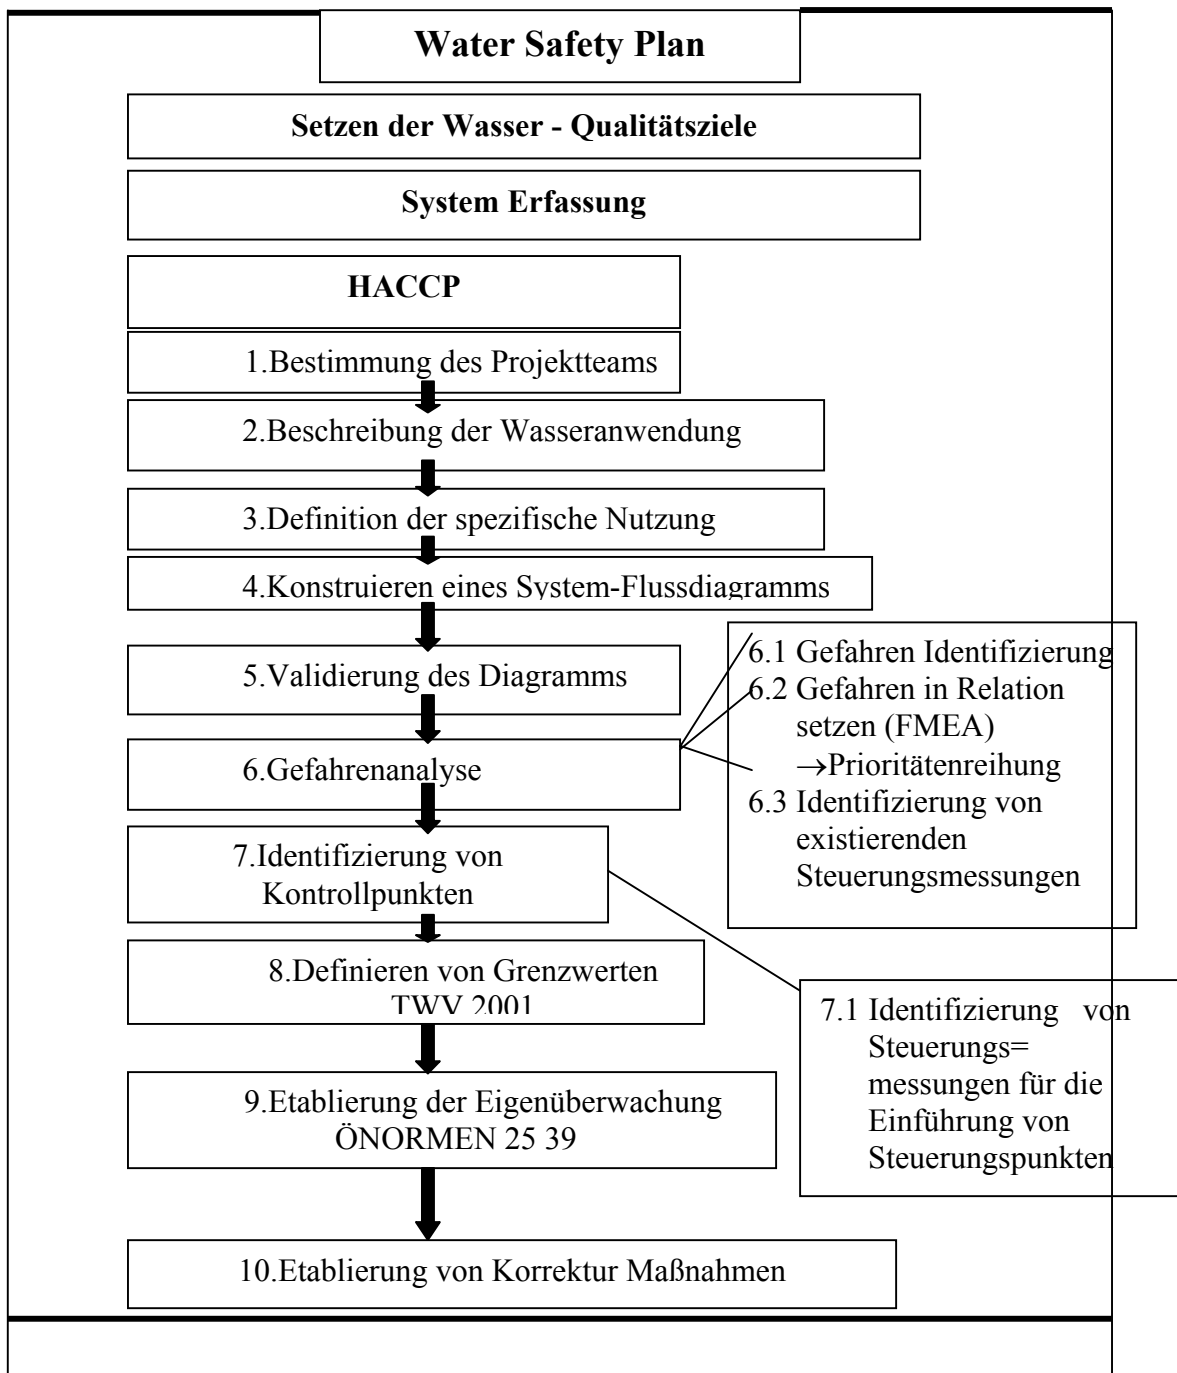 Water Safety Plan
Setzen der Wasser - Qualitätsziele
System Erfassung
HACCP
1.Bestimmung des Projektteams
2.Beschreibung der Wasseranwendung
3.Definition der spezifische Nutzung
4.Konstruieren eines System-Flussdiagramms
5.Validierung des Diagramms
6.Gefahrenanalyse
6.1 Gefahren Identifizierung
6.2 Gefahren in Relation
setzen (FMEA)
→Prioritätenreihung
6.3 Identifizierung von
existierenden
Steuerungsmessungen
7.Identifizierung von
Kontrollpunkten
7.1 Identifizierung von
Steuerungs=
messungen für die
Einführung von
Steuerungspunkten
8.Definieren von Grenzwerten
TWV 2001
9.Etablierung der Eigenüberwachung
ÖNORMEN 25 39
10.Etablierung von Korrektur Maßnahmen